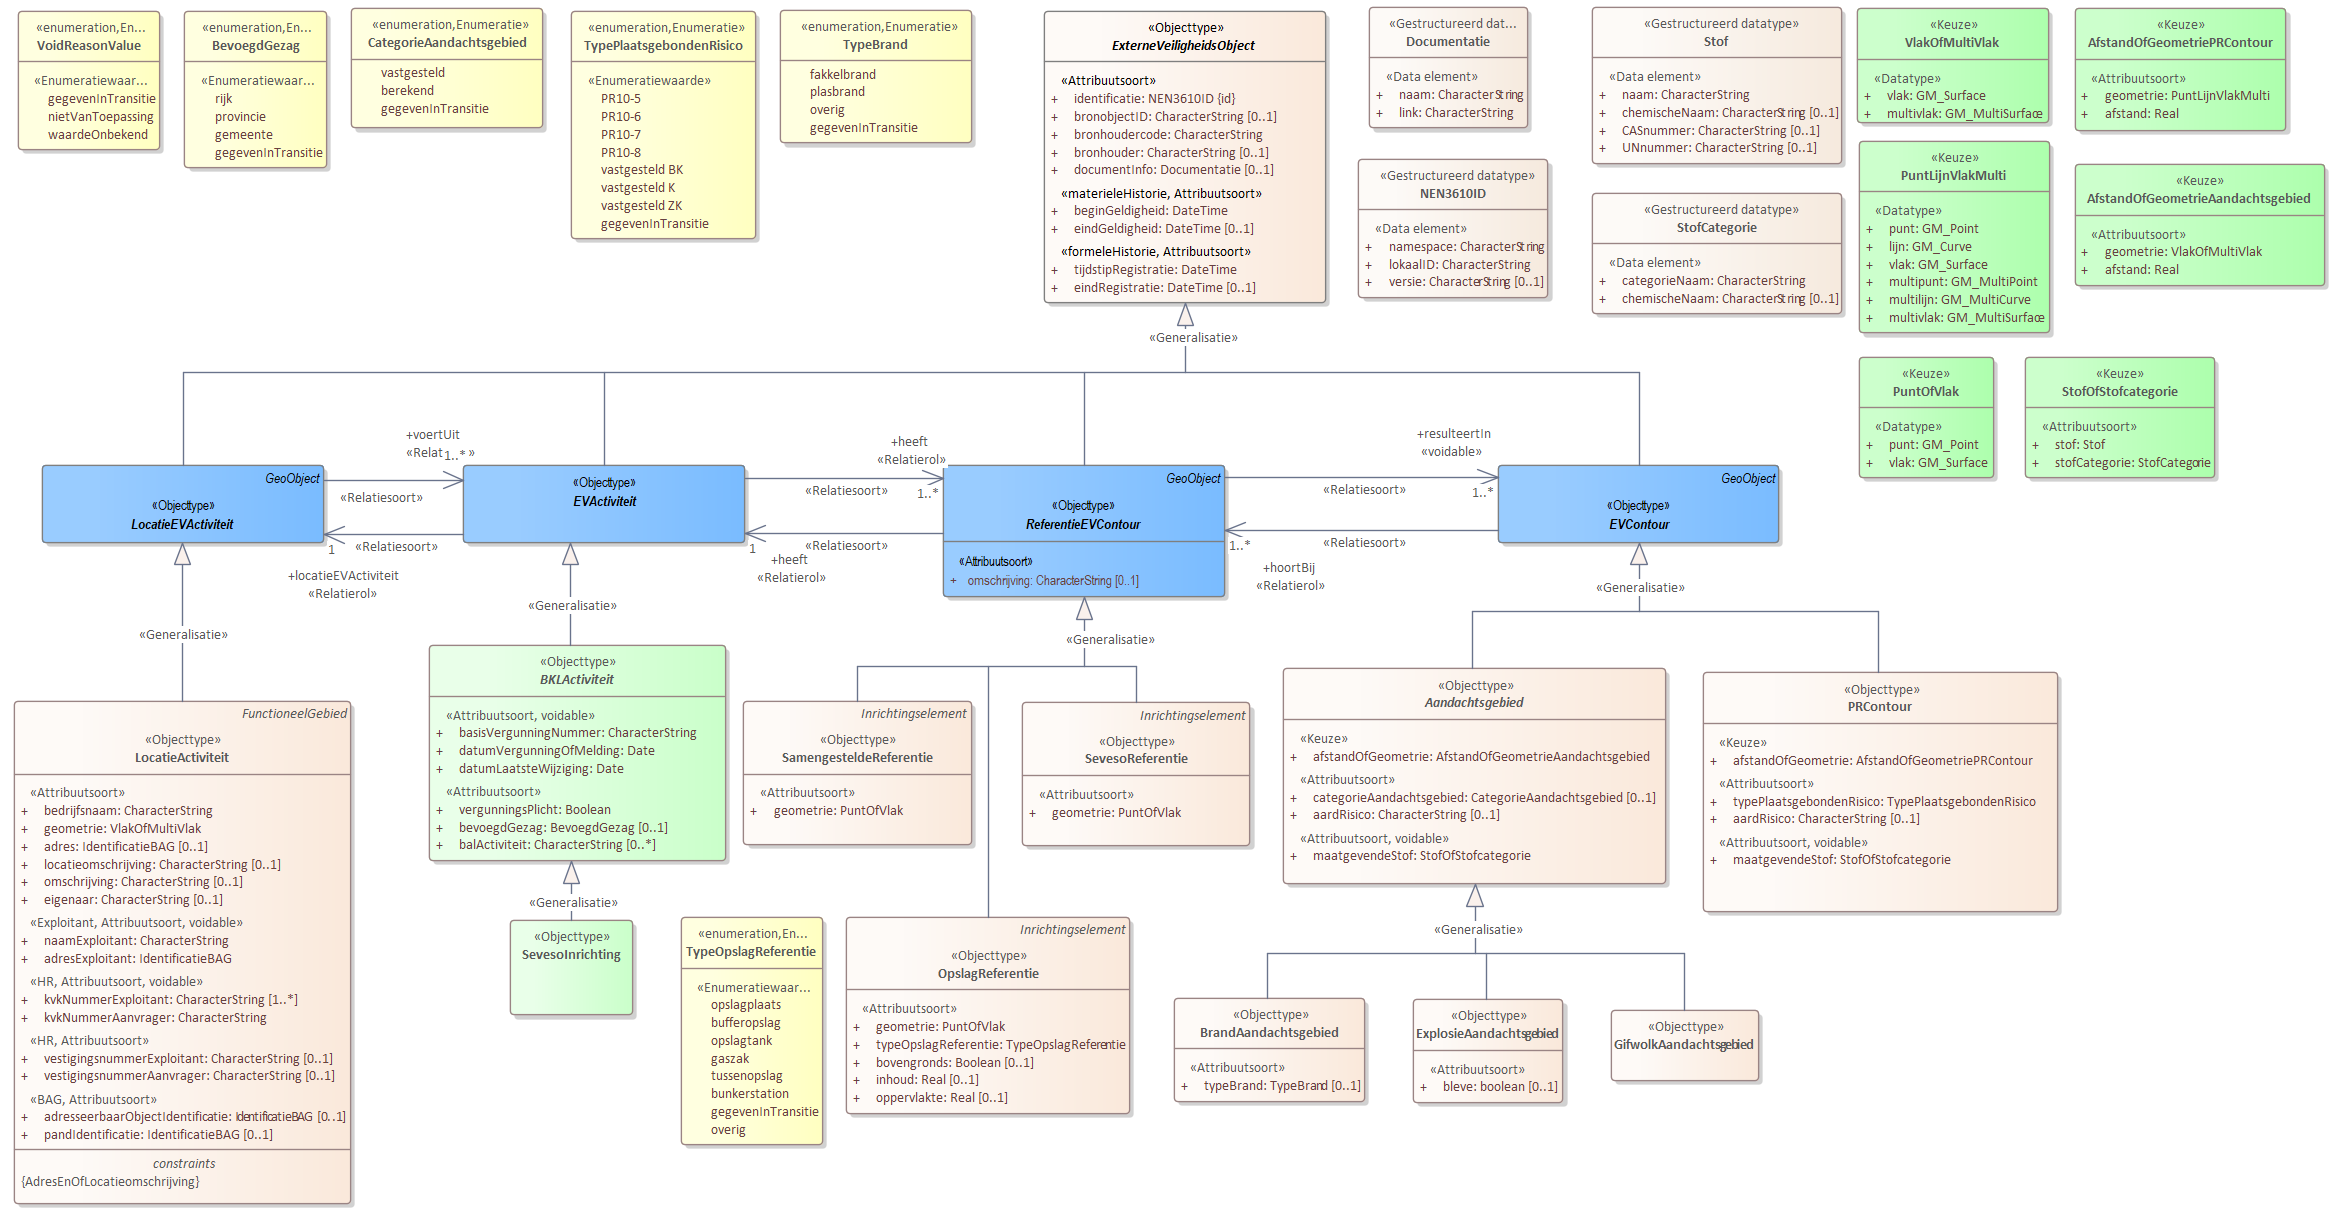 «enumeration,En...
VoidReasonValue
«Enumeratiewaar...
gegevenInTransitie
nietVanToepassing
waardeOnbekend
«enumeration,En...
BevoegdGezag
«Enumeratiewaar...
rijk
provincie
gemeente
gegevenInTransitie
«enumeration,Enumeratie»
CategorieAandachtsgebied
vastgesteld
berekend
gegevenInTransitie
«enumeration,Enumeratie»
TypePlaatsgebondenRisico
«Enumeratiewaarde»
PR10-5
PR10-6
PR10-7
PR10-8
vastgesteld BK
vastgesteld K
vastgesteld ZK
gegevenInTransitie
«enumeration,Enumeratie»
TypeBrand
fakkelbrand
plasbrand
overig
gegevenInTransitie
«Objecttype»
ExterneVeiligheidsObject
«Attribuutsoort»
+ identificatie: NEN3610ID {id}
+ bronobjectID: CharacterString [0..1]
+ bronhoudercode: CharacterString
+ bronhouder: CharacterString [0..1]
+ documentInfo: Documentatie [0..1]
«materieleHistorie, Attribuutsoort»
+ beginGeldigheid: DateTime
+ eindGeldigheid: DateTime [0..1]
«formeleHistorie, Attribuutsoort»
+ tijdstipRegistratie: DateTime
+ eindRegistratie: DateTime [0..1]
«Gestructureerd dat...
Documentatie
«Data element»
+ naam: CharacterString
+ link: CharacterString
«Gestructureerd datatype»
NEN3610ID
«Data element»
+ namespace: CharacterString
+ lokaalID: CharacterString
+ versie: CharacterString [0..1]
«Gestructureerd datatype»
Stof
«Data element»
+ naam: CharacterString
+ chemischeNaam: CharacterString [0..1]
+ CASnummer: CharacterString [0..1]
+ UNnummer: CharacterString [0..1]
«Gestructureerd datatype»
StofCategorie
«Data element»
+ categorieNaam: CharacterString
+ chemischeNaam: CharacterString [0..1]
«Keuze»
VlakOfMultiVlak
«Datatype»
+ vlak: GM_Surface
+ multivlak: GM_MultiSurface
«Keuze»
PuntLijnVlakMulti
«Datatype»
+ punt: GM_Point
+ lijn: GM_Curve
+ vlak: GM_Surface
+ multipunt: GM_MultiPoint
+ multilijn: GM_MultiCurve
+ multivlak: GM_MultiSurface
«Keuze»
AfstandOfGeometriePRContour
«Attribuutsoort»
+ geometrie: PuntLijnVlakMulti
+ afstand: Real
«Keuze»
AfstandOfGeometrieAandachtsgebied
«Attribuutsoort»
+ geometrie: VlakOfMultiVlak
+ afstand: Real
«Keuze»
PuntOfVlak
«Datatype»
+ punt: GM_Point
+ vlak: GM_Surface
«Keuze»
StofOfStofcategorie
«Attribuutsoort»
+ stof: Stof
+ stofCategorie: StofCategorie
«Generalisatie»
GeoObject
«Objecttype»
LocatieEVActiviteit
+voertUit
«Relat 1..* »
«Relatiesoort»
1
«Relatiesoort»
+locatieEVActiviteit
«Relatierol»
«Objecttype»
EVActiviteit
+heeft
«Relatierol»
«Relatiesoort»
1..*
«Relatiesoort»
1
+heeft
«Relatierol»
GeoObject
«Objecttype»
ReferentieEVContour
«Attribuutsoort»
+ omschrijving: CharacterString [0..1]
+resulteertIn
«voidable»
«Relatiesoort»
1..*
1..*
«Relatiesoort»
+hoortBij
«Relatierol»
GeoObject
«Objecttype»
EVContour
«Generalisatie»
«Generalisatie»
«Generalisatie»
«Generalisatie»
FunctioneelGebied
«Objecttype»
LocatieActiviteit
«Attribuutsoort»
+ bedrijfsnaam: CharacterString
+ geometrie: VlakOfMultiVlak
+ adres: IdentificatieBAG [0..1]
+ locatieomschrijving: CharacterString [0..1]
+ omschrijving: CharacterString [0..1]
+ eigenaar: CharacterString [0..1]
«Exploitant, Attribuutsoort, voidable»
+ naamExploitant: CharacterString
+ adresExploitant: IdentificatieBAG
«HR, Attribuutsoort, voidable»
+ kvkNummerExploitant: CharacterString [1..*]
+ kvkNummerAanvrager: CharacterString
«HR, Attribuutsoort»
+ vestigingsnummerExploitant: CharacterString [0..1]
+ vestigingsnummerAanvrager: CharacterString [0..1]
«BAG, Attribuutsoort»
+ adresseerbaarObjectIdentificatie: IdentificatieBAG [0..1]
+ pandIdentificatie: IdentificatieBAG [0..1]
constraints
{AdresEnOfLocatieomschrijving}
«Objecttype»
BKLActiviteit
«Attribuutsoort, voidable»
+ basisVergunningNummer: CharacterString
+ datumVergunningOfMelding: Date
+ datumLaatsteWijziging: Date
«Attribuutsoort»
+ vergunningsPlicht: Boolean
+ bevoegdGezag: BevoegdGezag [0..1]
+ balActiviteit: CharacterString [0..*]
«Generalisatie»
«Objecttype»
SevesoInrichting
«enumeration,En...
TypeOpslagReferentie
«Enumeratiewaar...
opslagplaats
bufferopslag
opslagtank
gaszak
tussenopslag
bunkerstation
gegevenInTransitie
overig
Inrichtingselement
«Objecttype»
SamengesteldeReferentie
«Attribuutsoort»
+ geometrie: PuntOfVlak
Inrichtingselement
«Objecttype»
SevesoReferentie
«Attribuutsoort»
+ geometrie: PuntOfVlak
Inrichtingselement
«Objecttype»
OpslagReferentie
«Attribuutsoort»
+ geometrie: PuntOfVlak
+ typeOpslagReferentie: TypeOpslagReferentie
+ bovengronds: Boolean [0..1]
+ inhoud: Real [0..1]
+ oppervlakte: Real [0..1]
«Objecttype»
Aandachtsgebied
«Keuze»
+ afstandOfGeometrie: AfstandOfGeometrieAandachtsgebied
«Attribuutsoort»
+ categorieAandachtsgebied: CategorieAandachtsgebied [0..1]
+ aardRisico: CharacterString [0..1]
«Attribuutsoort, voidable»
+ maatgevendeStof: StofOfStofcategorie
«Objecttype»
PRContour
«Keuze»
+ afstandOfGeometrie: AfstandOfGeometriePRContour
«Attribuutsoort»
+ typePlaatsgebondenRisico: TypePlaatsgebondenRisico
+ aardRisico: CharacterString [0..1]
«Attribuutsoort, voidable»
+ maatgevendeStof: StofOfStofcategorie
«Generalisatie»
«Objecttype»
BrandAandachtsgebied
«Attribuutsoort»
+ typeBrand: TypeBrand [0..1]
«Objecttype»
ExplosieAandachtsgebied
«Attribuutsoort»
+ bleve: boolean [0..1]
«Objecttype»
GifwolkAandachtsgebied